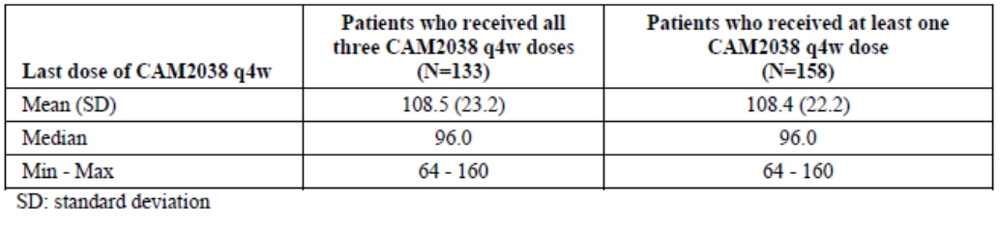 Last dose of CAM2038 q4w
Patients who received all
three CAM2038 q4w doses
(N=133)
Patients who received at least one
CAM2038 q4w dose
(N=158)
Mean (SD) 108.5 (23.2) 108.4 (22.2)
Median 96.0 96.0
Min - Max 64 - 160 64 - 160
SD: standard deviation